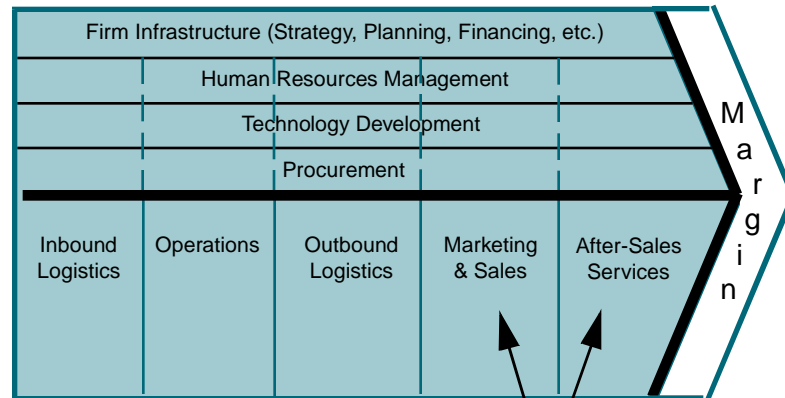 Firm Infrastructure (Strategy, Planning, Financing, etc.)
Human Resources Management
Technology Development
Procurement
Inbound
Logistics
Operations
Outbound
Logistics
Marketing
& Sales
After-Sales
Services
Margin